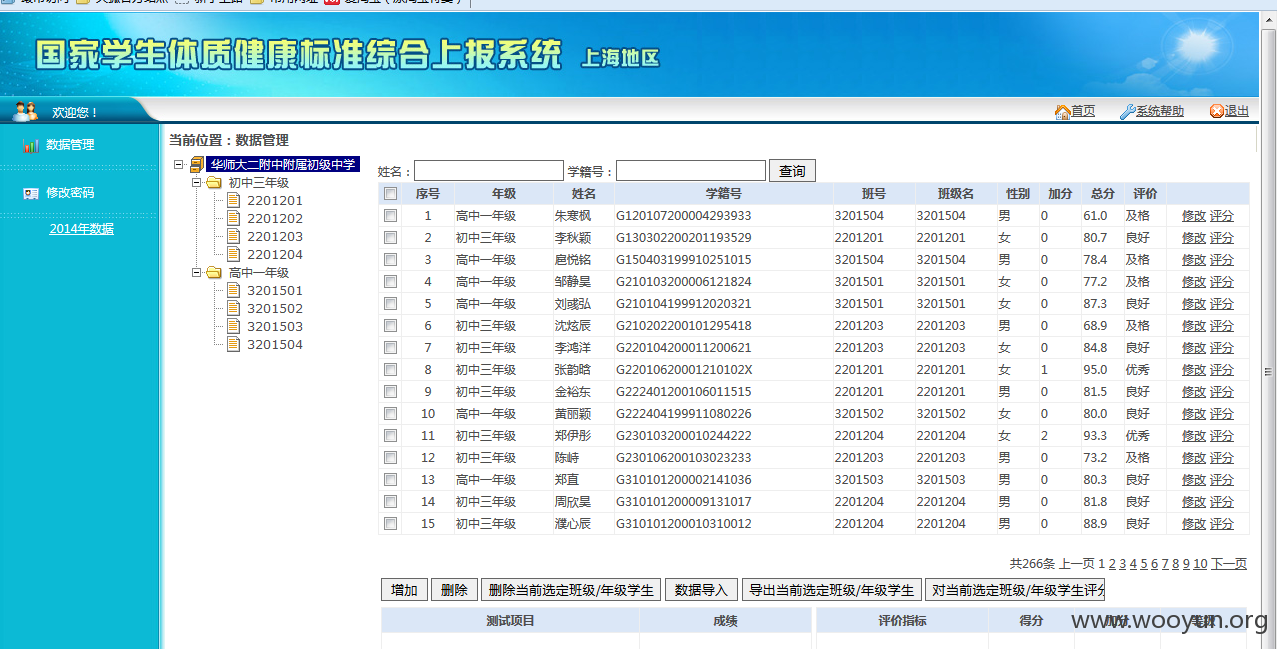 国家学生体质健康标准综合上报系统 上海地区
欢迎您！ 首页 系统帮助 退出
数据管理
修改密码
2014年数据
当前位置：数据管理
华师大二附中附属初级中学
初中三年级
2201201
2201202
2201203
2201204
高中一年级
3201501
3201502
3201503
3201504
姓名： 学籍号： 查询
序号 年级 姓名 学籍号 班号 班级名 性别 加分 总分 评价
1 高中一年级 朱寒枫 G120107200004293933 3201504 3201504 男 0 61.0 及格 修改 评分
2 初中三年级 李秋颖 G130302200201193529 2201201 2201201 女 0 80.7 良好 修改 评分
3 高中一年级 扈悦铭 G150403199910251015 3201504 3201504 男 0 78.4 及格 修改 评分
4 高中一年级 邹静昊 G210103200006121824 3201501 3201501 女 0 77.2 及格 修改 评分
5 高中一年级 刘彧弘 G210104199912020321 3201501 3201501 女 0 87.3 良好 修改 评分
6 初中三年级 沈炫辰 G210202200101295418 2201203 2201203 男 0 68.9 及格 修改 评分
7 初中三年级 李鸿洋 G220104200011200621 2201203 2201203 女 0 84.8 良好 修改 评分
8 初中三年级 张韵晗 G22010620001210102X 2201201 2201201 女 1 95.0 优秀 修改 评分
9 初中三年级 金裕东 G222401200106011515 2201201 2201201 男 0 81.5 良好 修改 评分
10 高中一年级 黄丽颖 G222404199911080226 3201502 3201502 女 0 80.0 良好 修改 评分
11 初中三年级 郑伊彤 G230103200010244222 2201204 2201204 女 2 93.3 优秀 修改 评分
12 初中三年级 陈峙 G230106200103023233 2201203 2201203 男 0 73.2 及格 修改 评分
13 高中一年级 郑直 G310101200002141036 3201503 3201503 男 0 80.3 良好 修改 评分
14 初中三年级 周欣昊 G310101200009131017 2201204 2201204 男 0 81.8 良好 修改 评分
15 初中三年级 濮心辰 G310101200010310012 2201204 2201204 男 0 88.9 良好 修改 评分
共266条 上一页 1 2 3 4 5 6 7 8 9 10 下一页
增加 删除 删除当前选定班级/年级学生 数据导入 导出当前选定班级/年级学生 对当前选定班级/年级学生评分
测试项目 成绩 评价指标 得分 加分 等级
www.wooyun.org